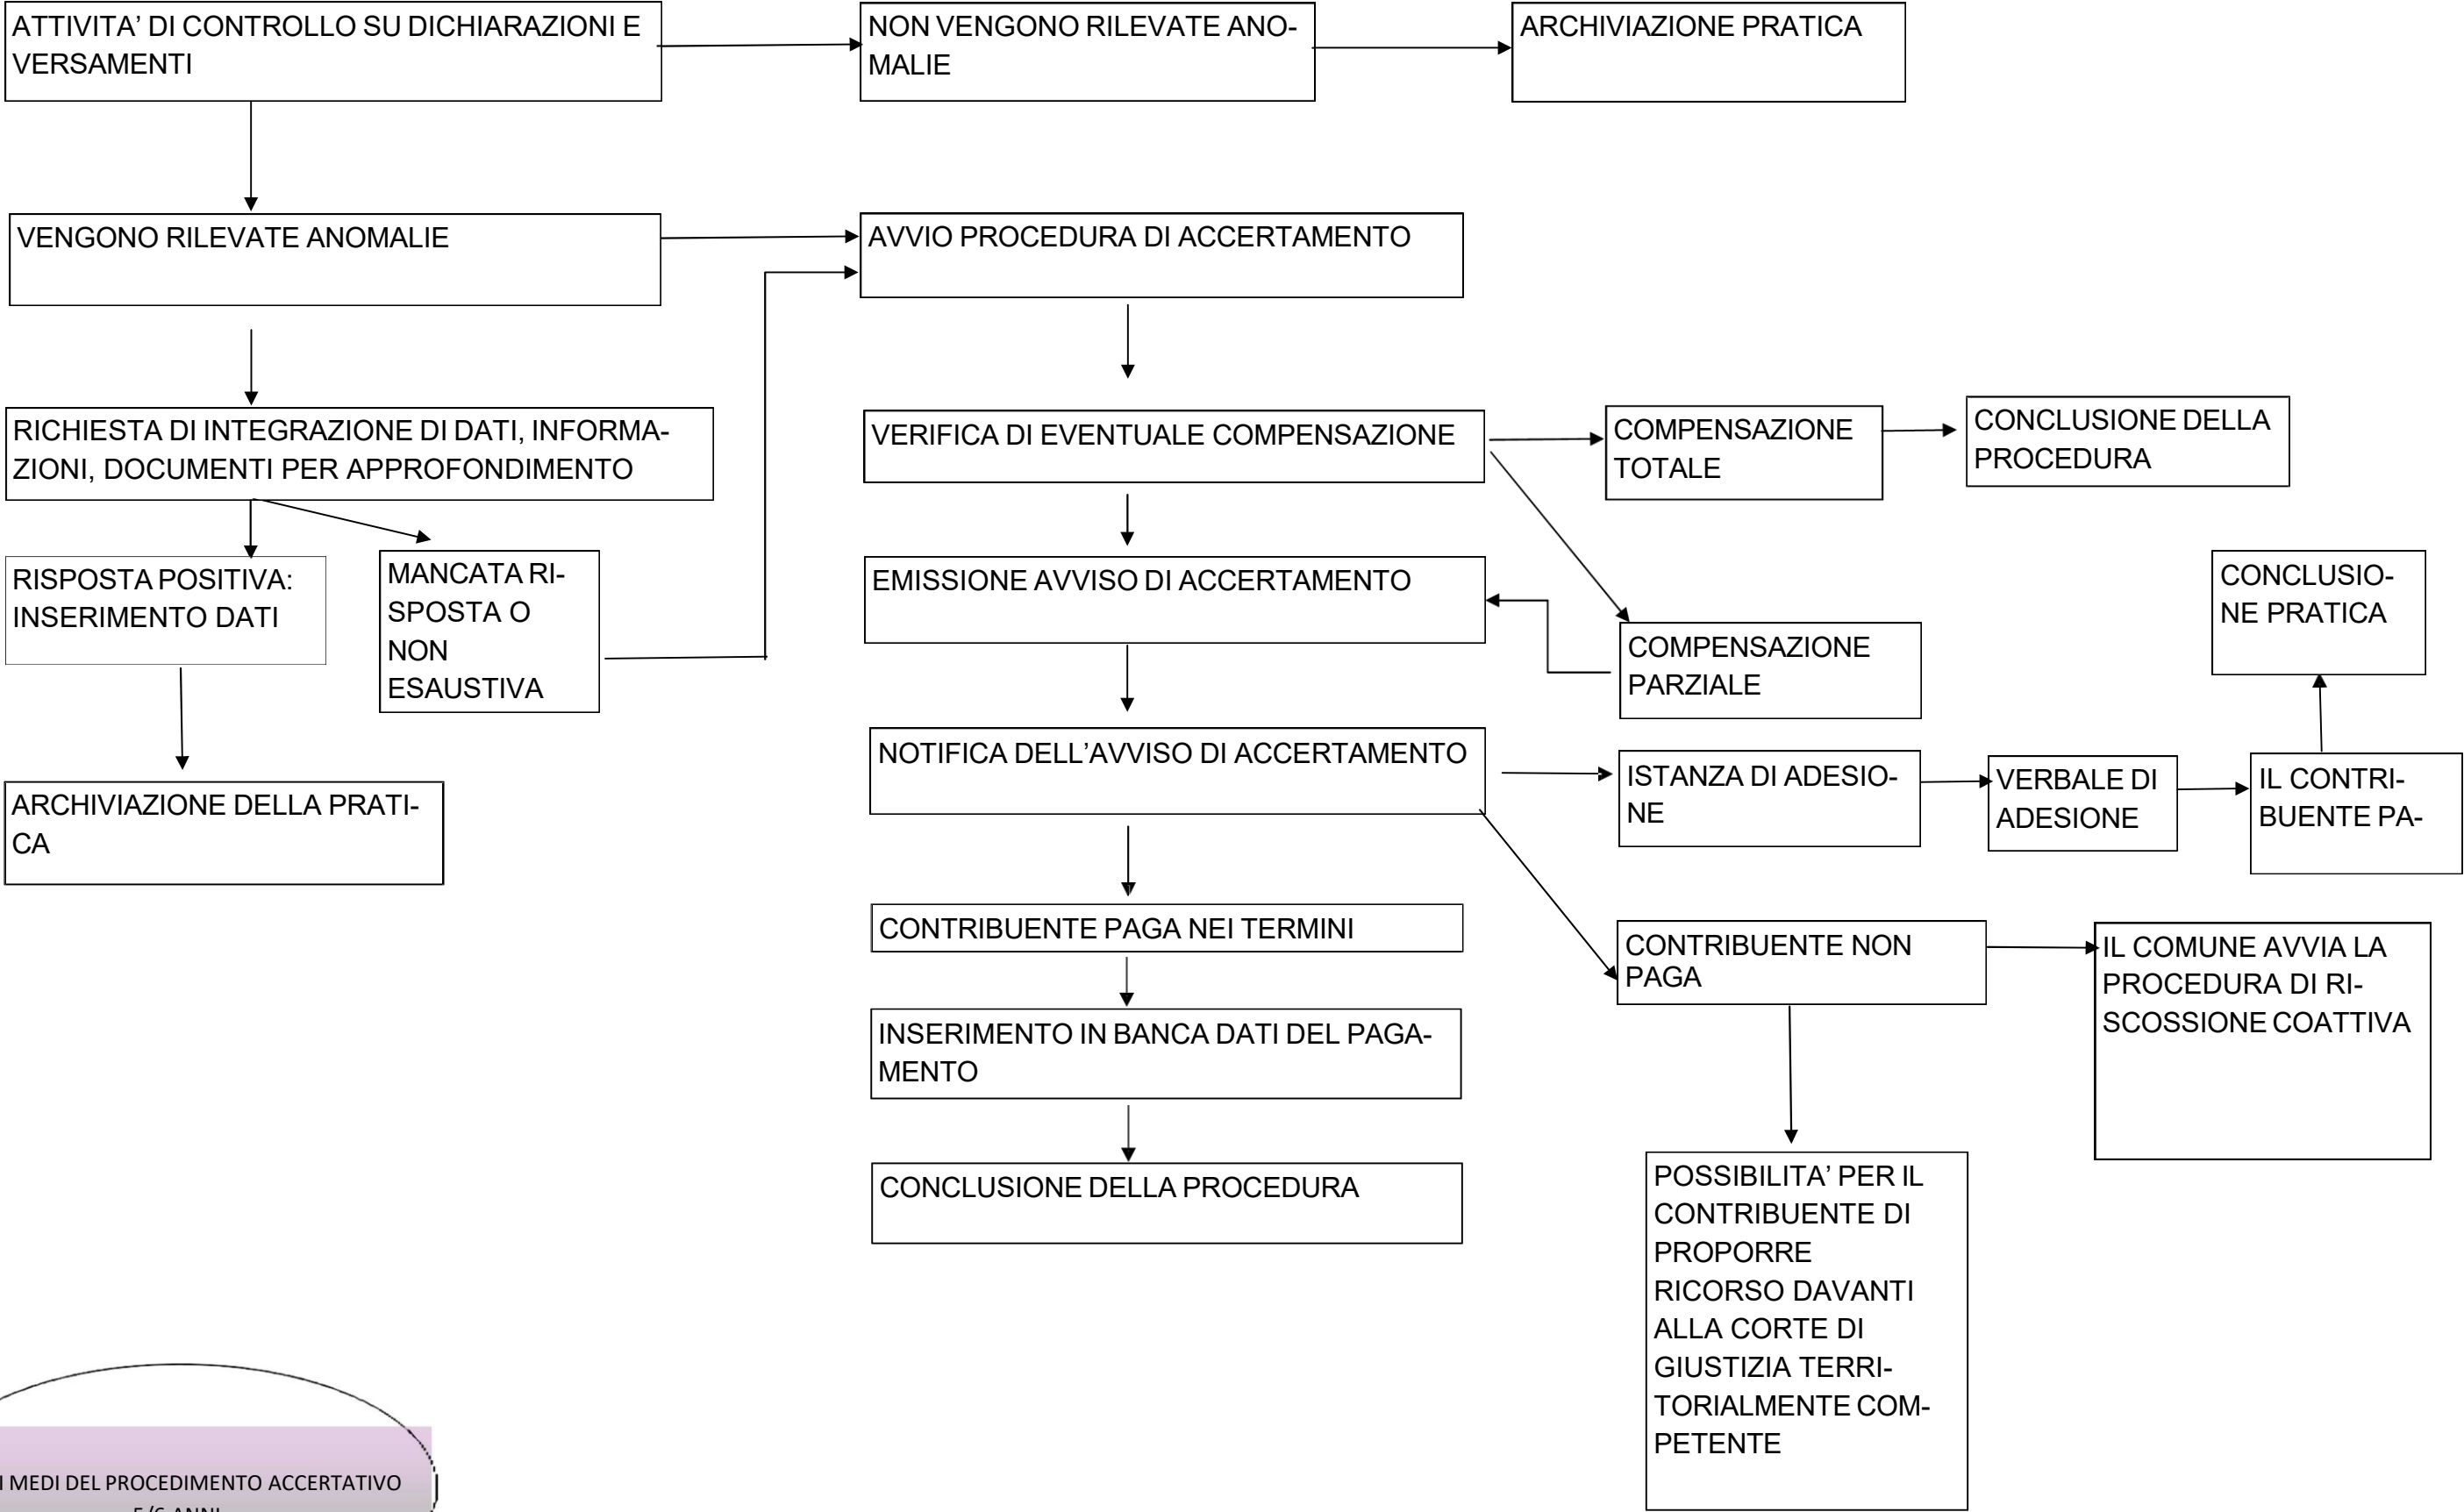 ATTIVITA’ DI CONTROLLO SU DICHIARAZIONI E
VERSAMENTI
NON VENGONO RILEVATE ANO-
MALIE
ARCHIVIAZIONE PRATICA
VENGONO RILEVATE ANOMALIE
AVVIO PROCEDURA DI ACCERTAMENTO
RICHIESTA DI INTEGRAZIONE DI DATI, INFORMA-
ZIONI, DOCUMENTI PER APPROFONDIMENTO
VERIFICA DI EVENTUALE COMPENSAZIONE
COMPENSAZIONE
TOTALE
CONCLUSIONE DELLA
PROCEDURA
RISPOSTA POSITIVA:
INSERIMENTO DATI
MANCATA RI-
SPOSTA O
NON
ESAUSTIVA
EMISSIONE AVVISO DI ACCERTAMENTO
COMPENSAZIONE
PARZIALE
CONCLUSIO-
NE PRATICA
ARCHIVIAZIONE DELLA PRATI-
CA
NOTIFICA DELL’AVVISO DI ACCERTAMENTO
ISTANZA DI ADESIO-
NE
VERBALE DI
ADESIONE
IL CONTRI-
BUENTE PA-
CONTRIBUENTE PAGA NEI TERMINI
CONTRIBUENTE NON
PAGA
IL COMUNE AVVIA LA
PROCEDURA DI RI-
SCOSSIONE COATTIVA
INSERIMENTO IN BANCA DATI DEL PAGA-
MENTO
CONCLUSIONE DELLA PROCEDURA
POSSIBILITA’ PER IL
CONTRIBUENTE DI
PROPORRE
RICORSO DAVANTI
ALLA CORTE DI
GIUSTIZIA TERRI-
TORIALMENTE COM-
PETENTE
I MEDI DEL PROCEDIMENTO ACCERTATIVO
5/6 ANNI